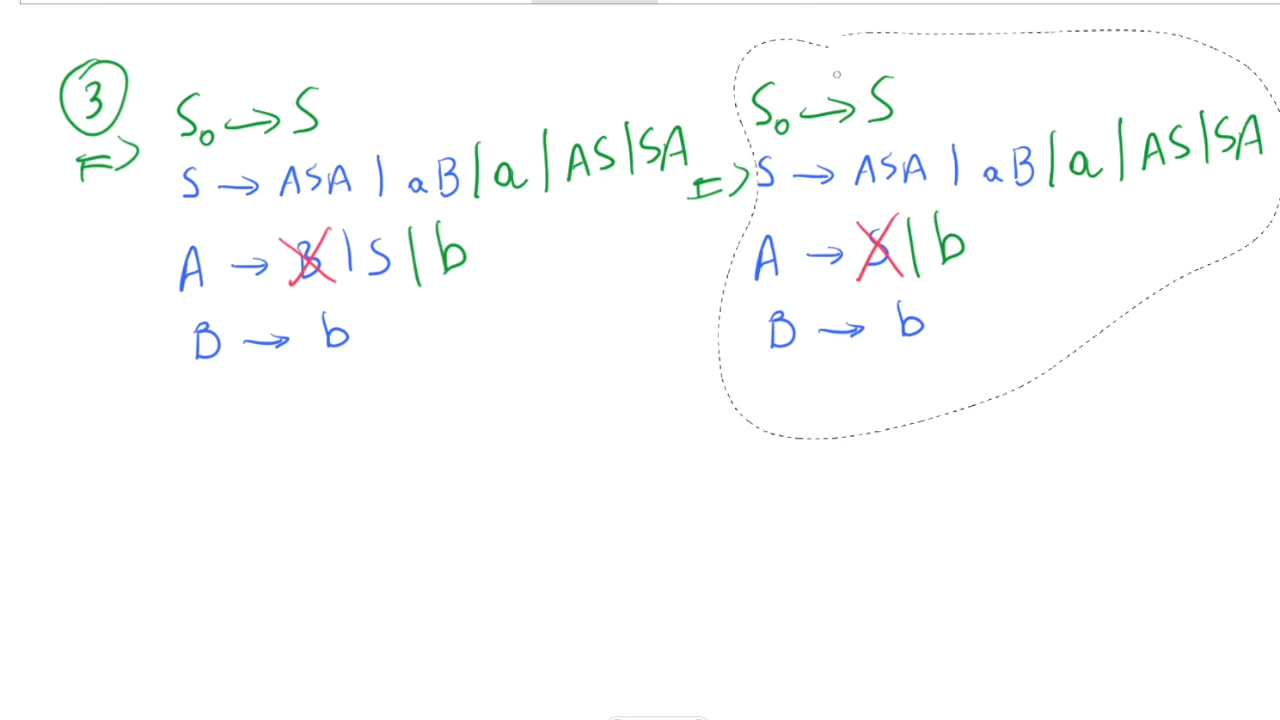 ③
=>
S₀ → S
S → ASA | aB | a | AS | SA
A → B | S | b
B → b
=>
S₀ → S
S → ASA | aB | a | AS | SA
A → S | b
B → b